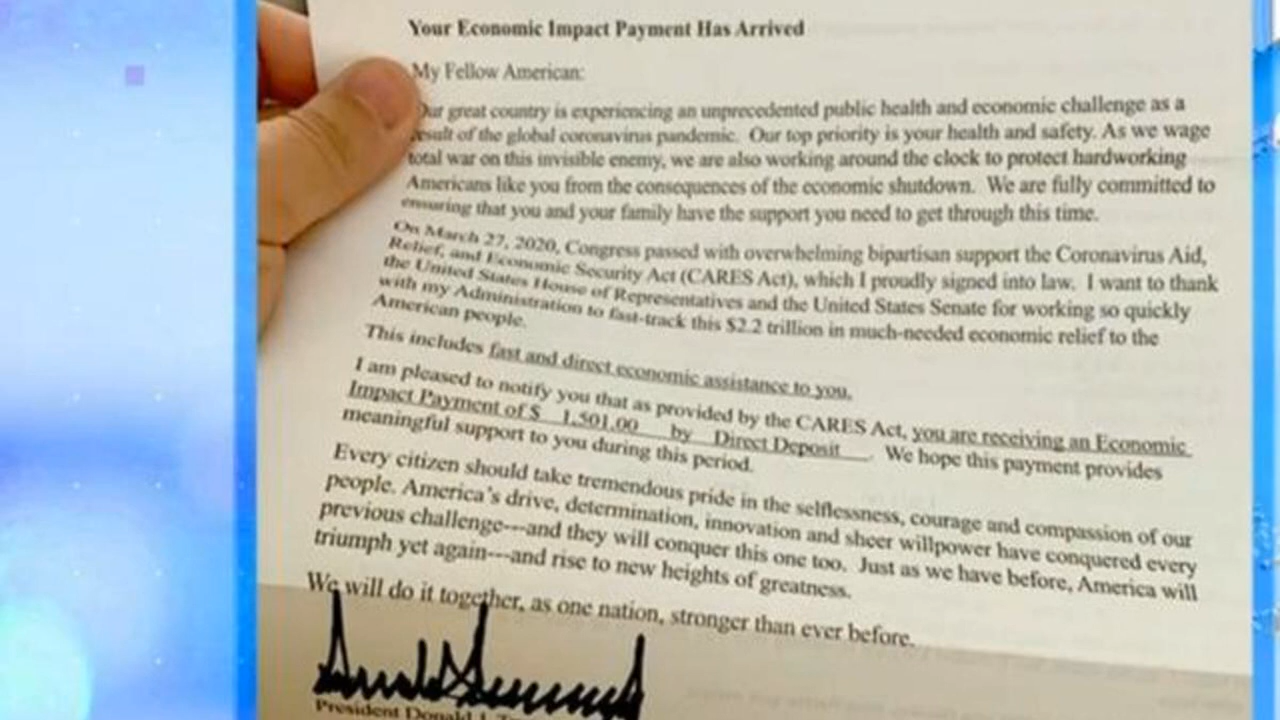 Your Economic Impact Payment Has Arrived
My Fellow American:
Our great country is experiencing an unprecedented public health and economic challenge as a
result of the global coronavirus pandemic. Our top priority is your health and safety. As we wage
total war on this invisible enemy, we are also working around the clock to protect hardworking
Americans like you from the consequences of the economic shutdown. We are fully committed to
ensuring that you and your family have the support you need to get through this time.
On March 27, 2020, Congress passed with overwhelming bipartisan support the Coronavirus Aid,
Relief, and Economic Security Act (CARES Act), which I proudly signed into law. I want to thank
the United States House of Representatives and the United States Senate for working so quickly
with my Administration to fast-track this $2.2 trillion in much-needed economic relief to the
American people.
This includes fast and direct economic assistance to you.
I am pleased to notify you that as provided by the CARES Act, you are receiving an Economic
Impact Payment of $ 1,501.00 by Direct Deposit . We hope this payment provides
meaningful support to you during this period.
Every citizen should take tremendous pride in the selflessness, courage and compassion of our
people. America's drive, determination, innovation and sheer willpower have conquered every
previous challenge---and they will conquer this one too. Just as we have before, America will
triumph yet again---and rise to new heights of greatness.
We will do it together, as one nation, stronger than ever before.
President Donald J.